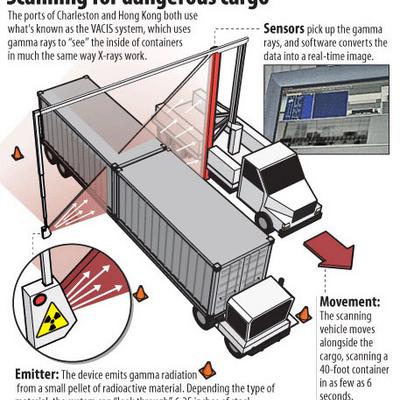 Scanning for dangerous cargo
The ports of Charleston and Hong Kong both use
what's known as the VACIS system, which uses
gamma rays to "see" the inside of containers
in much the same way X-rays work.
Sensors pick up the gamma
rays, and software converts the
data into a real-time image.
Movement:
The scanning
vehicle moves
alongside the
cargo, scanning a
40-foot container
in as few as 6
seconds.
Emitter: The device emits gamma radiation
from a small pellet of radioactive material. Depending the type of